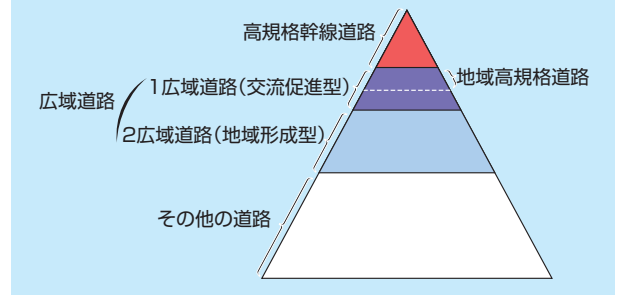 高規格幹線道路
地域高規格道路
1広域道路(交流促進型)
広域道路
2広域道路(地域形成型)
その他の道路